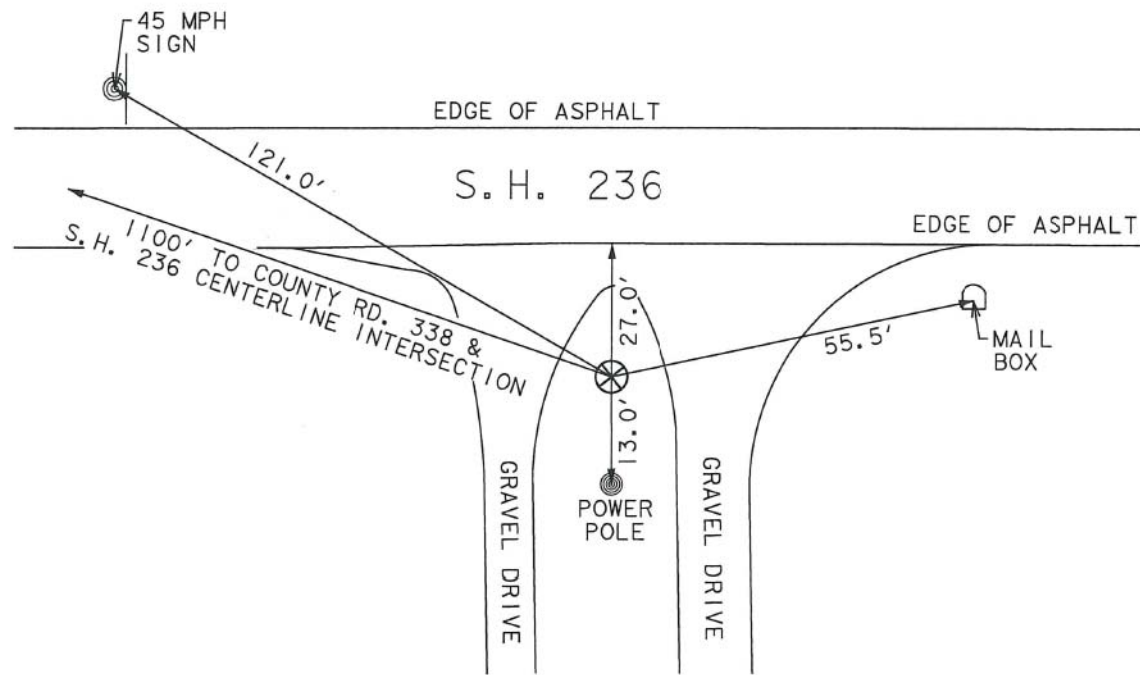 45 MPH
SIGN
EDGE OF ASPHALT
121.0'
S. H. 236
EDGE OF ASPHALT
1100' TO COUNTY RD. 338 &
S. H. 236 CENTERLINE INTERSECTION
27.0'
55.5'
MAIL
BOX
13.0'
POWER
POLE
GRAVEL DRIVE
GRAVEL DRIVE